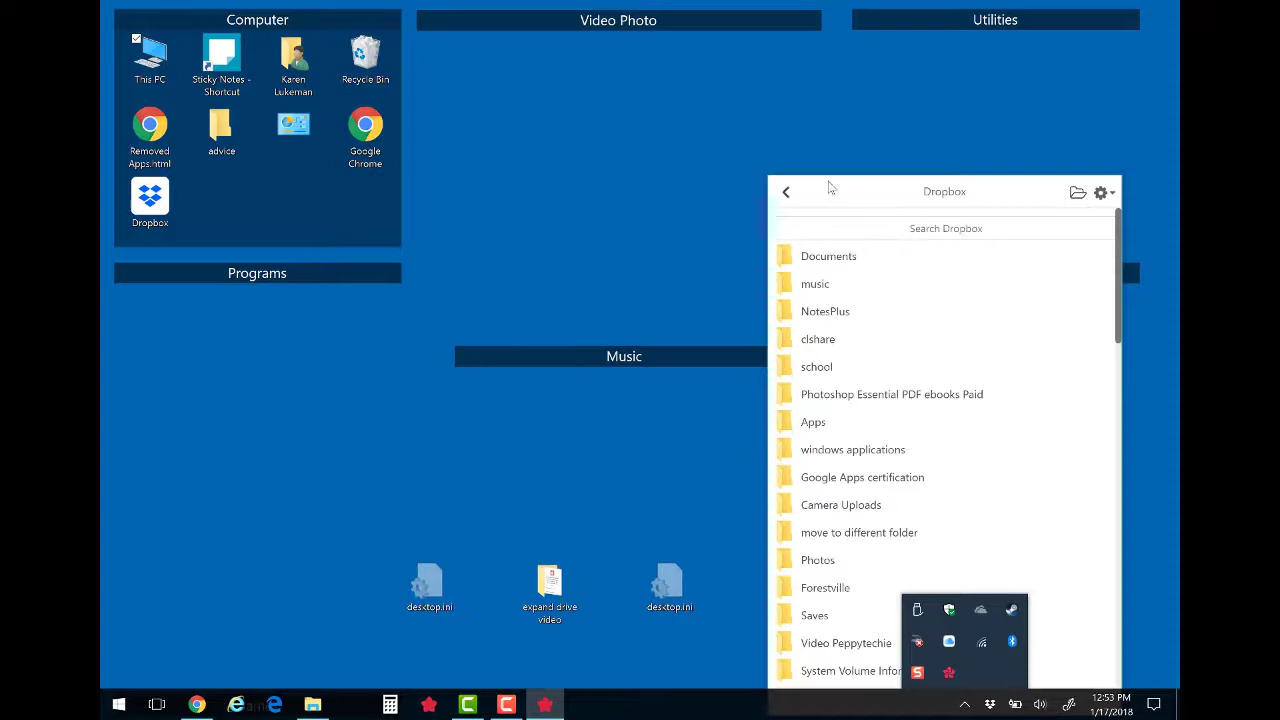 Computer
Video Photo
Utilities
This PC
Sticky Notes -
Shortcut
Karen
Lukeman
Recycle Bin
Removed
Apps.html
advice
Google
Chrome
Dropbox
Programs
Music
desktop.ini
expand drive
video
desktop.ini
Dropbox
Search Dropbox
Documents
music
NotesPlus
clshare
school
Photoshop Essential PDF ebooks Paid
Apps
windows applications
Google Apps certification
Camera Uploads
move to different folder
Photos
Forestville
Saves
Video Peppytechie
System Volume Infor
12:53 PM
1/17/2018